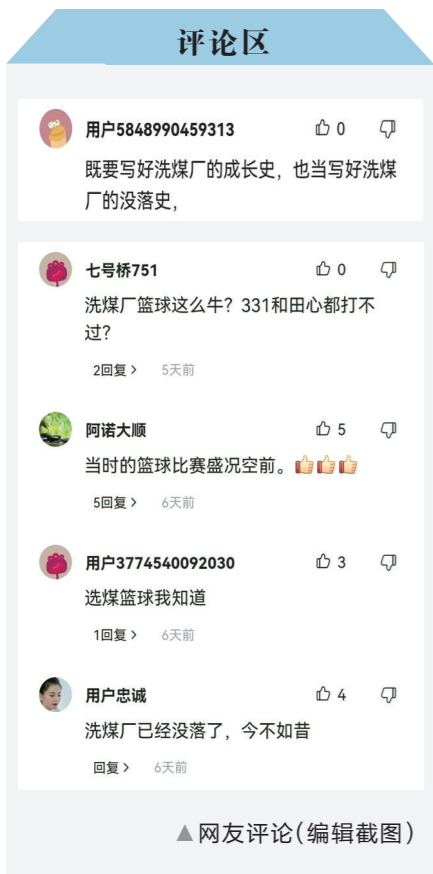 评论区
用户5848990459313 0
既要写好洗煤厂的成长史，也当写好洗煤
厂的没落史，
七号桥751 0
洗煤厂篮球这么牛？331和田心都打不
过？
2回复 5天前
阿诺大顺 5
当时的篮球比赛盛况空前。👍👍👍
5回复 6天前
用户3774540092030 3
选煤篮球我知道
1回复 6天前
用户忠诚 4
洗煤厂已经没落了，今不如昔
回复 6天前
▲网友评论（编辑截图）